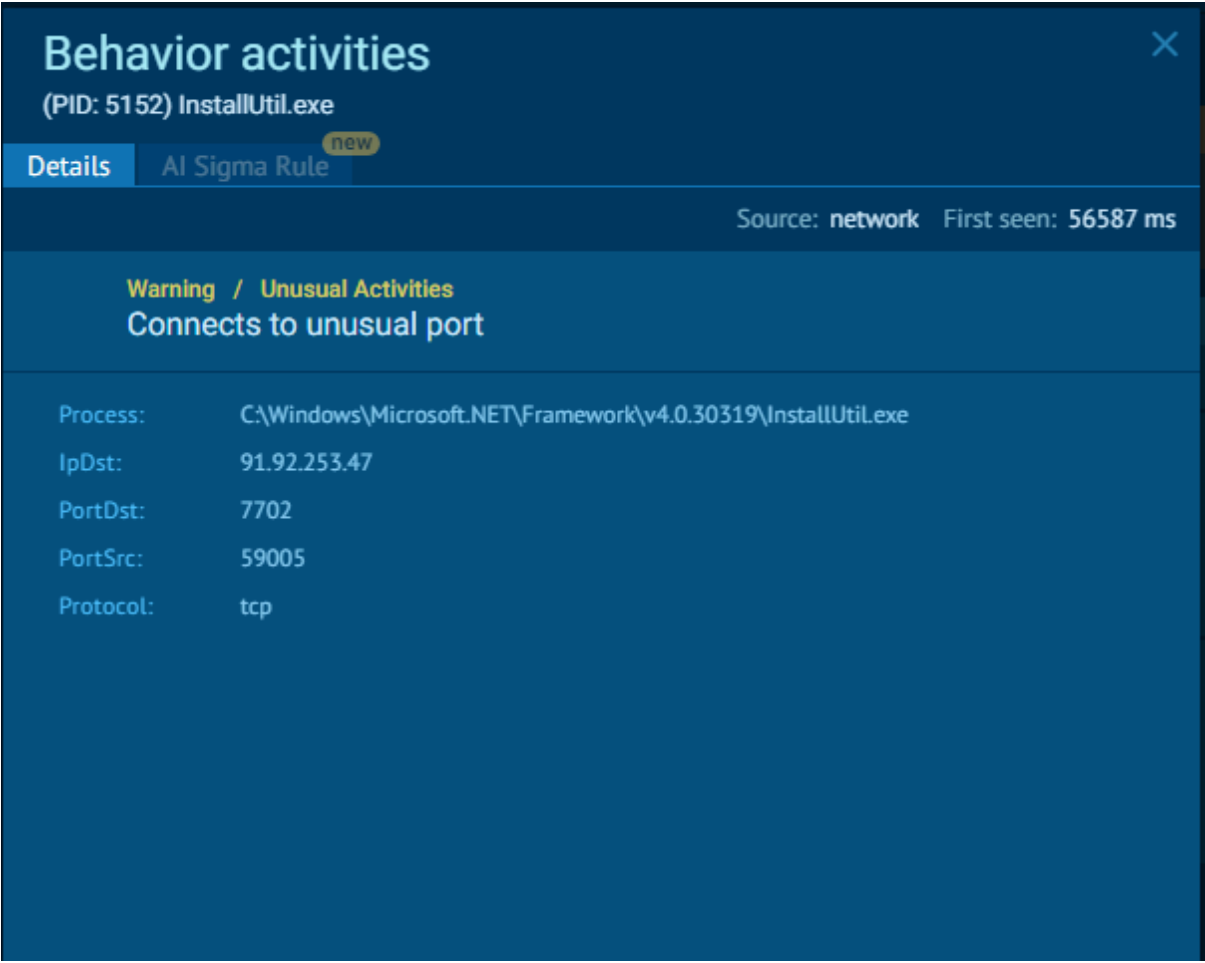 Behavior activities
(PID: 5152) InstallUtil.exe
Details
AI Sigma Rule
new
Source: network First seen: 56587 ms
Warning / Unusual Activities
Connects to unusual port
Process: C:\Windows\Microsoft.NET\Framework\v4.0.30319\InstallUtil.exe
IpDst: 91.92.253.47
PortDst: 7702
PortSrc: 59005
Protocol: tcp